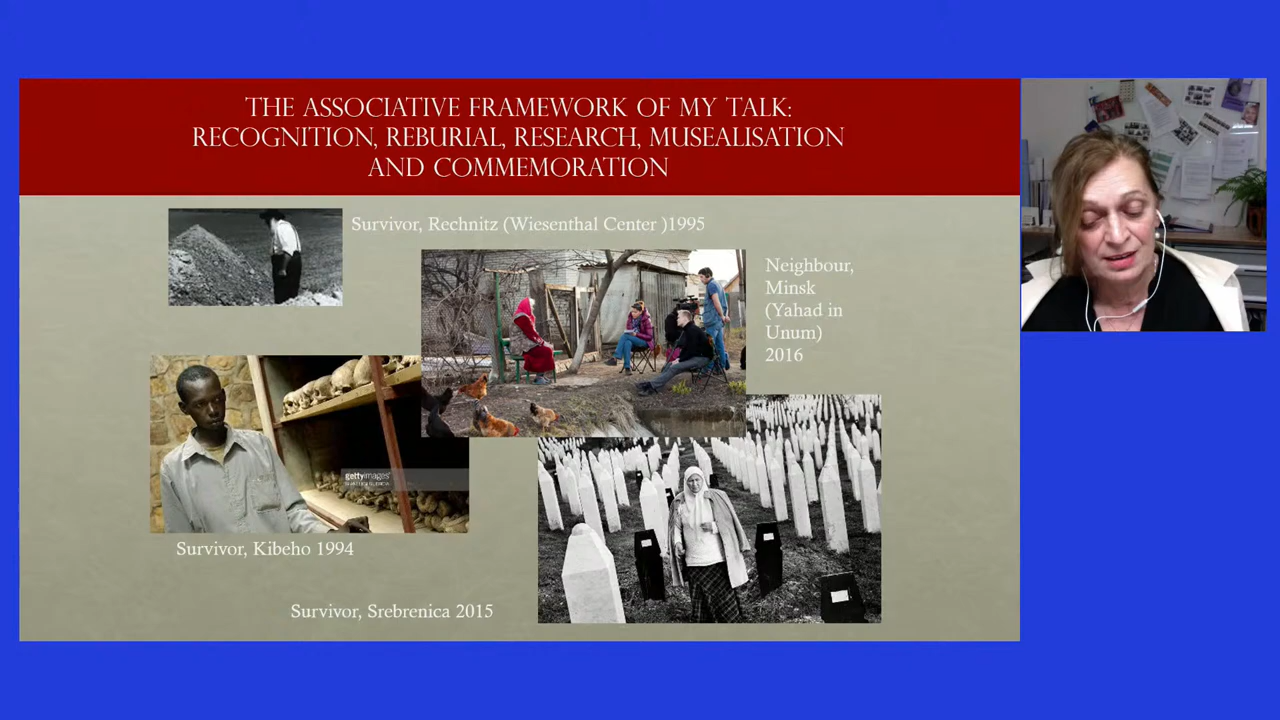 THE ASSOCIATIVE FRAMEWORK OF MY TALK:
RECOGNITION, REBURIAL, RESEARCH, MUSEALISATION
AND COMMEMORATION
Survivor, Rechnitz (Wiesenthal Center )1995
Neighbour,
Minsk
(Yahad in
Unum)
2016
gettyimages
Survivor, Kibeho 1994
Survivor, Srebrenica 2015